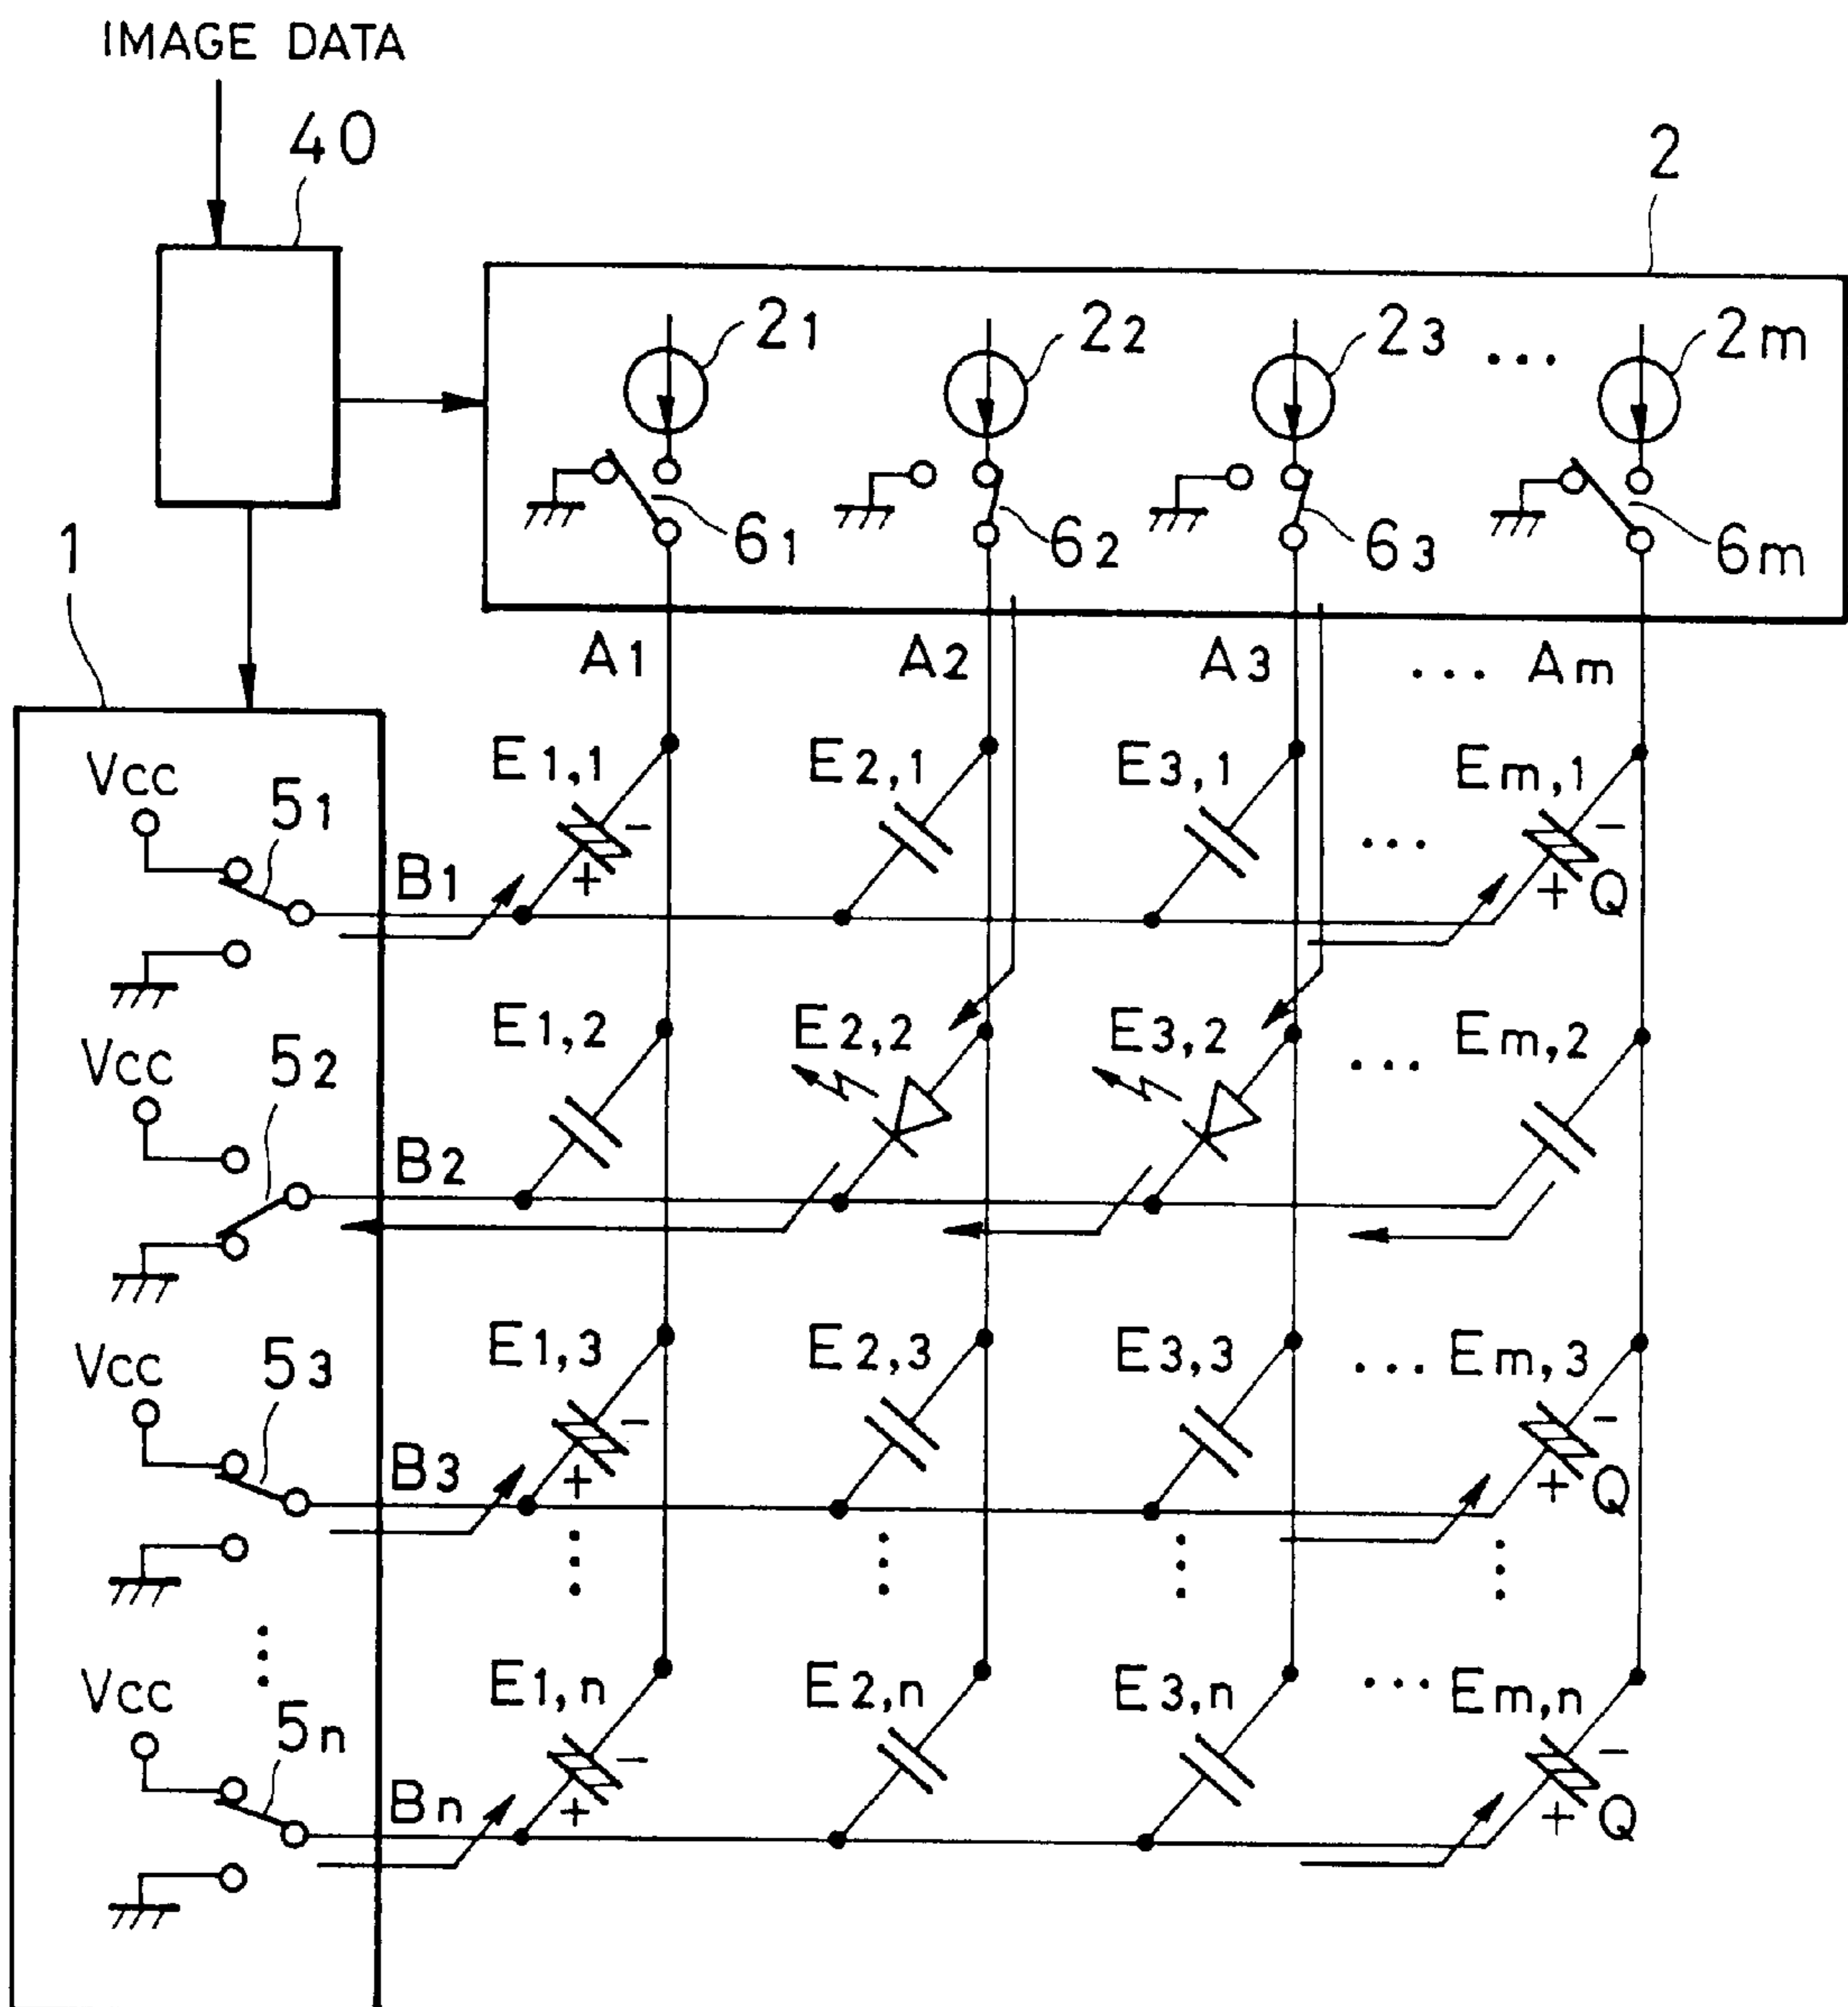 IMAGE DATA
40
2
21 22 23 ... 2m
61 62 63 6m
1
A1 A2 A3 ... Am
VCC 51 E1,1 E2,1 E3,1 Em,1
B1 - + ... - + Q
VCC 52 E1,2 E2,2 E3,2 ... Em,2
B2
VCC 53 E1,3 E2,3 E3,3 ... Em,3
B3 - + - + Q
VCC 5n E1,n E2,n E3,n ... Em,n
Bn - + - + Q